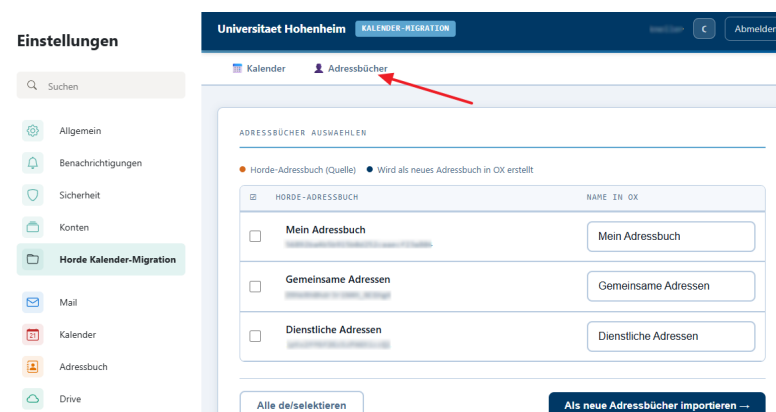 Einstellungen
Suchen
Allgemein
Benachrichtigungen
Sicherheit
Konten
Horde Kalender-Migration
Mail
21
Kalender
Adressbuch
Drive
Universitaet Hohenheim KALENDER-MIGRATION
C Abmelden
Kalender Adressbücher
ADRESSBÜCHER AUSWAEHLEN
Horde-Adressbuch (Quelle) Wird als neues Adressbuch in OX erstellt
HORDE-ADRESSBUCH NAME IN OX
Mein Adressbuch Mein Adressbuch
Gemeinsame Adressen Gemeinsame Adressen
Dienstliche Adressen Dienstliche Adressen
Alle de/selektieren Als neue Adressbücher importieren →